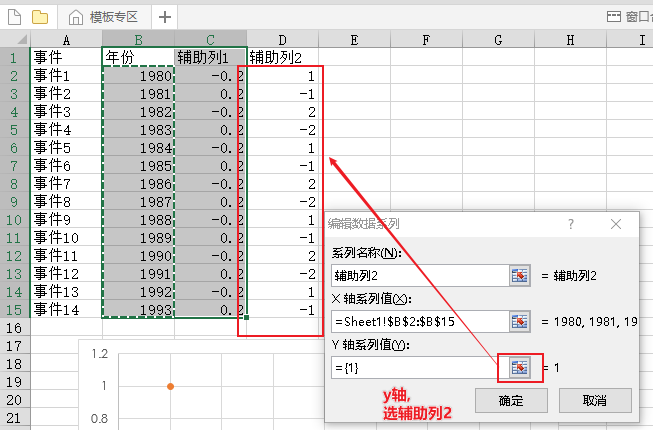 模板专区
窗口
A B C D E F G H I
1 事件 年份 辅助列1 辅助列2
2 事件1 1980 -0.2 1
3 事件2 1981 0.2 -1
4 事件3 1982 -0.2 2
5 事件4 1983 0.2 -2
6 事件5 1984 -0.2 1
7 事件6 1985 0.2 -1
8 事件7 1986 -0.2 2
9 事件8 1987 0.2 -2
10 事件9 1988 -0.2 1
11 事件10 1989 0.2 -1
12 事件11 1990 -0.2 2
13 事件12 1991 0.2 -2
14 事件13 1992 -0.2 1
15 事件14 1993 0.2 -1
16
17
18
19
20
21
1.2
1
0.8
编辑数据系列 ?
系列名称(N):
辅助列2 = 辅助列2
X 轴系列值(X):
=Sheet1!$B$2:$B$15 = 1980, 1981, 19
Y 轴系列值(Y):
={1} = 1
确定 取消
y轴,
选辅助列2